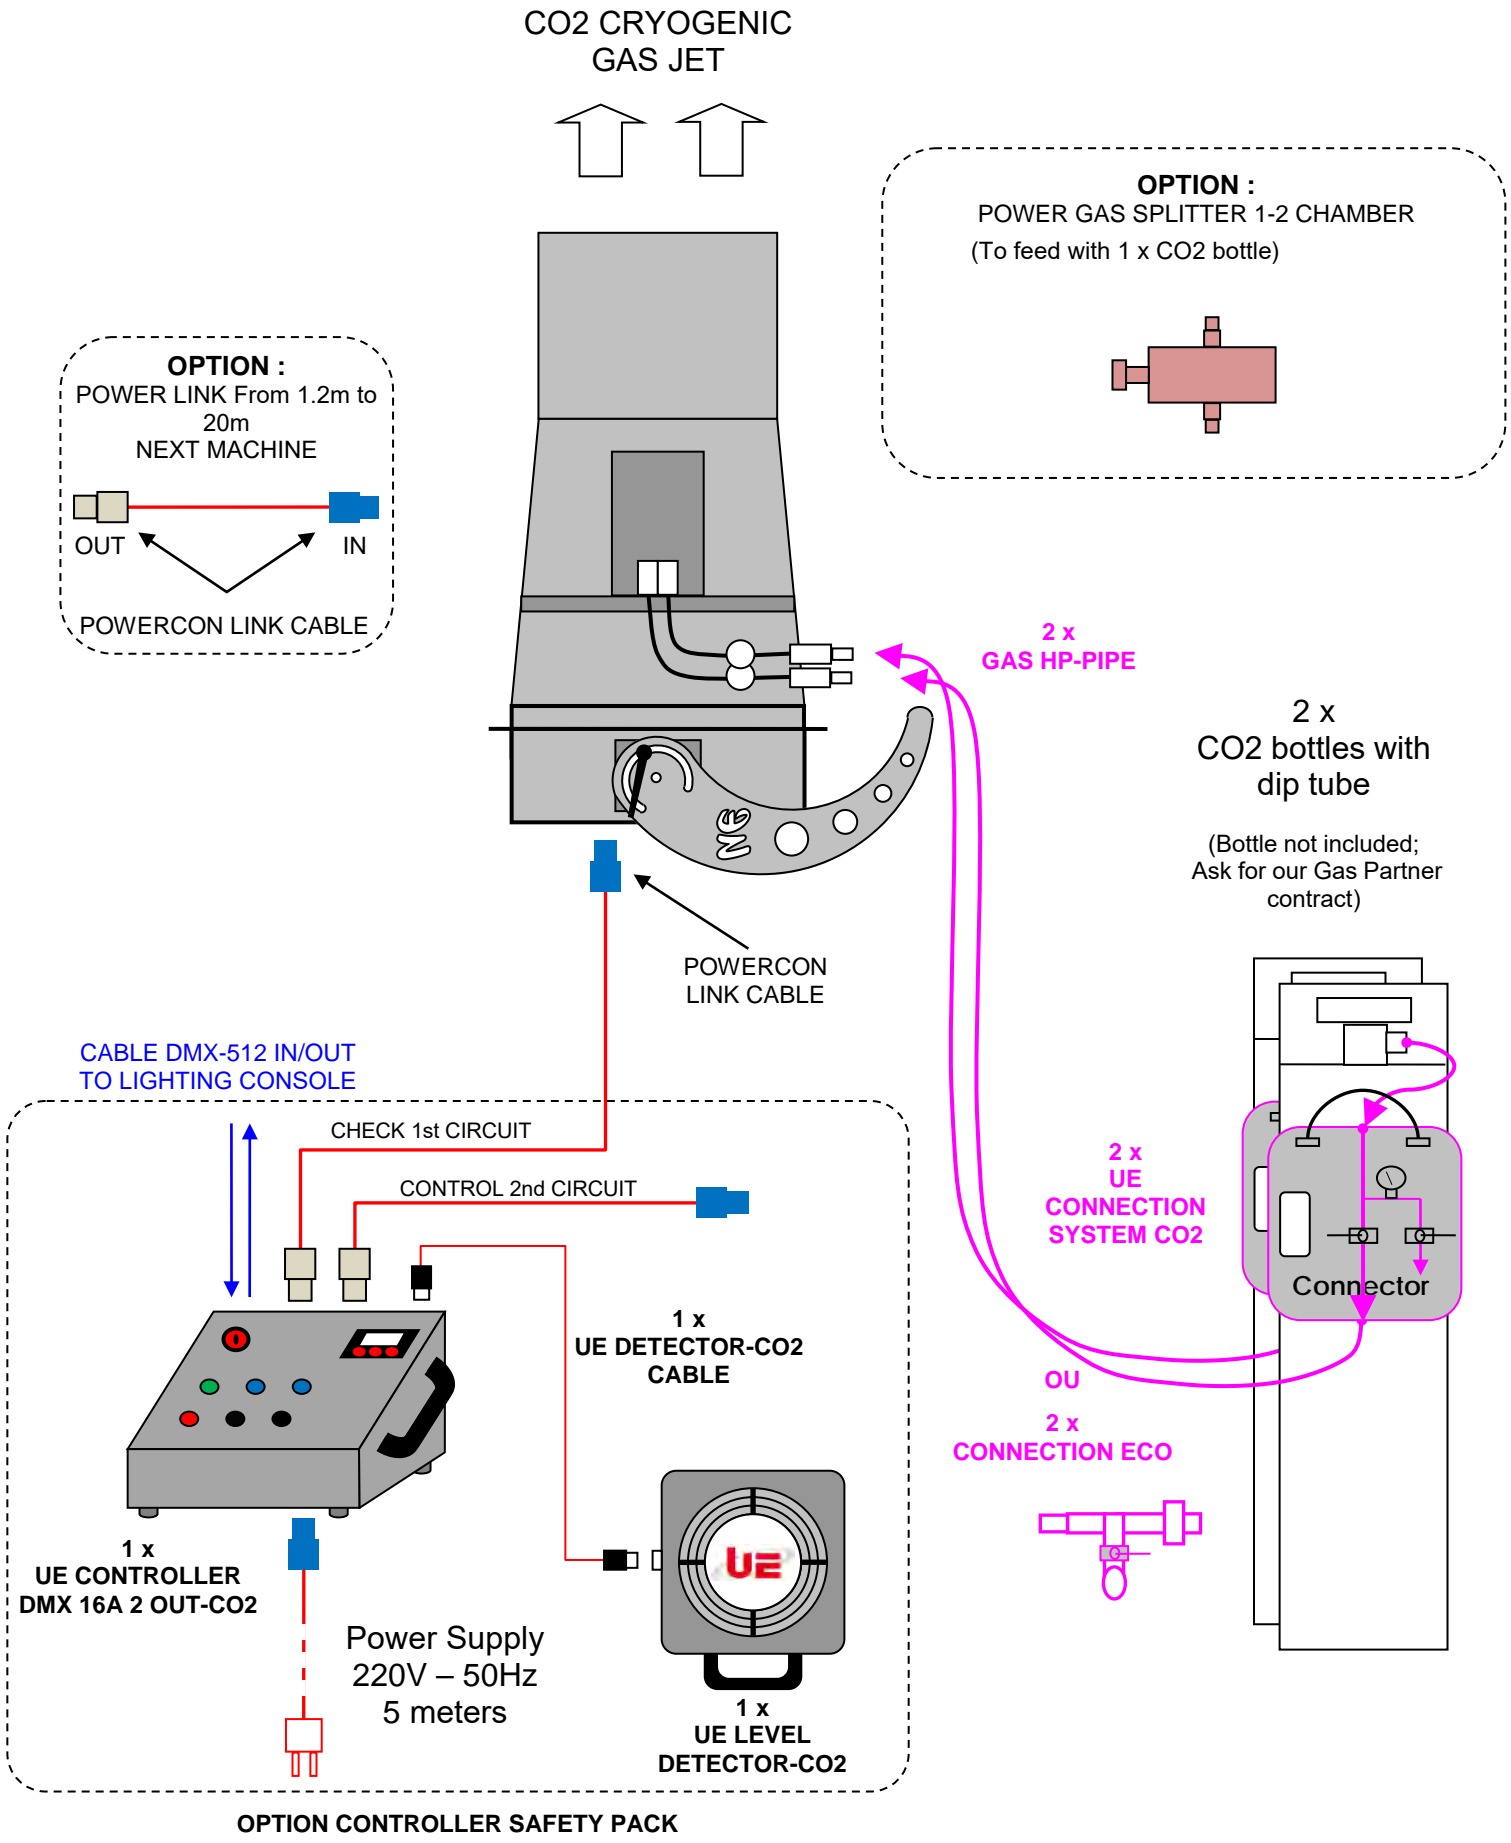 CO2 CRYOGENIC
GAS JET
OPTION :
POWER GAS SPLITTER 1-2 CHAMBER
(To feed with 1 x CO2 bottle)
OPTION :
POWER LINK From 1.2m to
20m
NEXT MACHINE
OUT
IN
POWERCON LINK CABLE
2 x
GAS HP-PIPE
2 x
CO2 bottles with
dip tube
(Bottle not included;
Ask for our Gas Partner
contract)
POWERCON
LINK CABLE
CABLE DMX-512 IN/OUT
TO LIGHTING CONSOLE
CHECK 1st CIRCUIT
CONTROL 2nd CIRCUIT
2 x
UE
CONNECTION
SYSTEM CO2
Connector
1 x
UE DETECTOR-CO2
CABLE
OU
2 x
CONNECTION ECO
UE
1 x
UE CONTROLLER
DMX 16A 2 OUT-CO2
Power Supply
220V – 50Hz
5 meters
1 x
UE LEVEL
DETECTOR-CO2
OPTION CONTROLLER SAFETY PACK